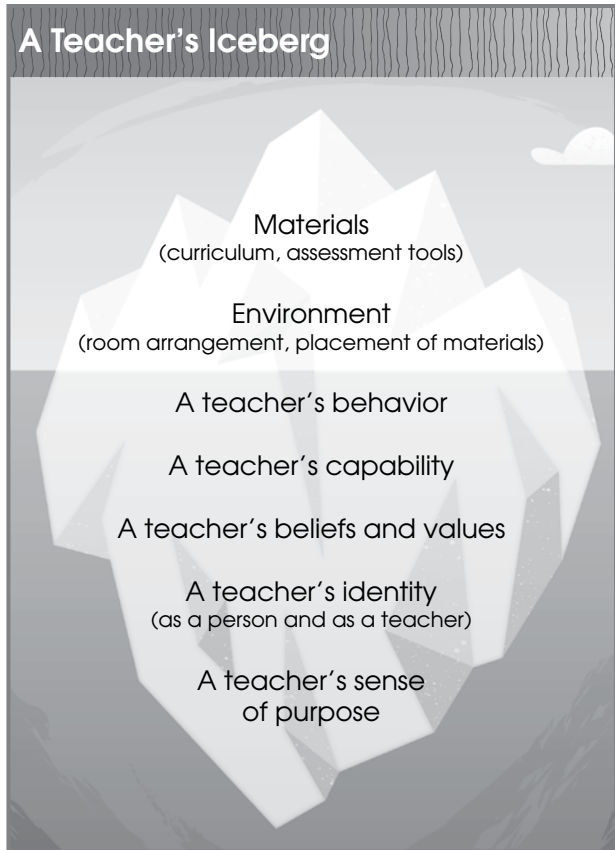 A Teacher’s Iceberg
Materials
(curriculum, assessment tools)
Environment
(room arrangement, placement of materials)
A teacher’s behavior
A teacher’s capability
A teacher’s beliefs and values
A teacher’s identity
(as a person and as a teacher)
A teacher’s sense
of purpose